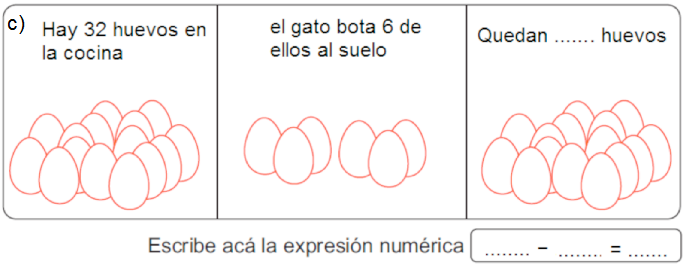 c) Hay 32 huevos en
la cocina
el gato bota 6 de
ellos al suelo
Quedan ....... huevos
Escribe acá la expresión numérica ........ - ........ = .......